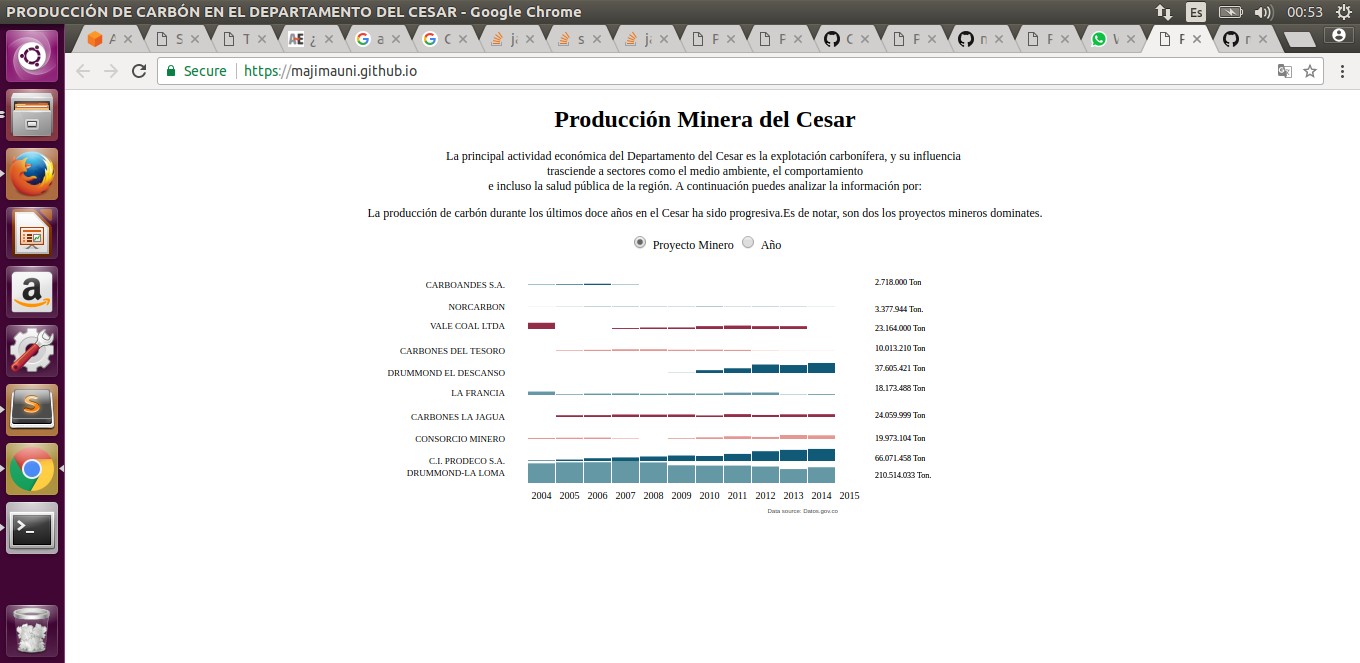 PRODUCCIÓN DE CARBÓN EN EL DEPARTAMENTO DEL CESAR - Google Chrome
Es
00:53
Secure
https://majimauni.github.io
Producción Minera del Cesar
La principal actividad económica del Departamento del Cesar es la explotación carbonífera, y su influencia
trasciende a sectores como el medio ambiente, el comportamiento
e incluso la salud pública de la región. A continuación puedes analizar la información por:
La producción de carbón durante los últimos doce años en el Cesar ha sido progresiva.Es de notar, son dos los proyectos mineros dominates.
Proyecto Minero Año
CARBOANDES S.A. 2.718.000 Ton
NORCARBON 3.377.944 Ton.
VALE COAL LTDA 23.164.000 Ton
CARBONES DEL TESORO 10.013.210 Ton
DRUMMOND EL DESCANSO 37.605.421 Ton
LA FRANCIA 18.173.488 Ton
CARBONES LA JAGUA 24.059.999 Ton
CONSORCIO MINERO 19.973.104 Ton
C.I. PRODECO S.A. 66.071.458 Ton
DRUMMOND-LA LOMA 210.514.033 Ton.
2004 2005 2006 2007 2008 2009 2010 2011 2012 2013 2014 2015
Data source: Datos.gov.co